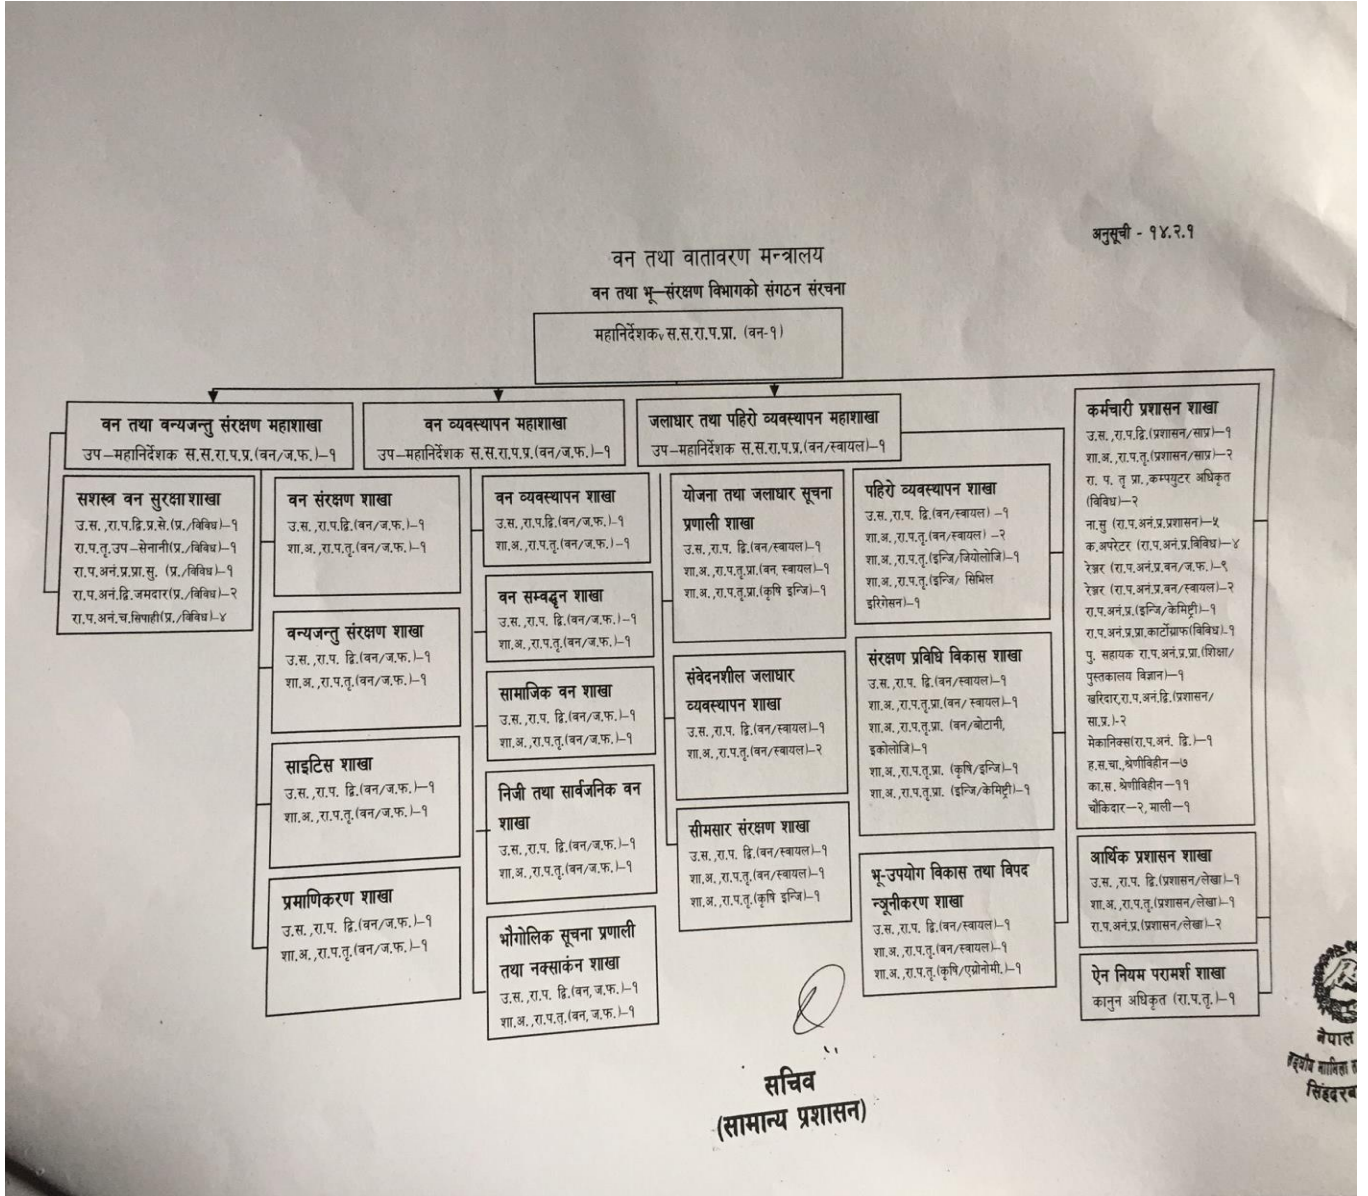 अनुसूची - १४.२.१
वन तथा वातावरण मन्त्रालय
वन तथा भू–संरक्षण विभागको संगठन संरचना
महानिर्देशक, स.स.रा.प.प्रा. (वन-१)
वन तथा वन्यजन्तु संरक्षण महाशाखा
उप–महानिर्देशक स.स.रा.प.प्र.(वन/ज.फ.)–१
सशस्त्र वन सुरक्षा शाखा
उ.स.,रा.प.द्वि.प्र.से.(प्र./विविध)–१
रा.प.तृ.उप–सेनानी(प्र./विविध)–१
रा.प.अनं.प्र.प्रा.सु. (प्र./विविध)–१
रा.प.अनं.द्वि.जमदार(प्र./विविध)–२
रा.प.अनं.च.सिपाही(प्र./विविध)–४
वन संरक्षण शाखा
उ.स.,रा.प.द्वि.(वन/ज.फ.)–१
शा.अ.,रा.प.तृ.(वन/ज.फ.)–१
वन्यजन्तु संरक्षण शाखा
उ.स.,रा.प. द्वि.(वन/ज.फ.)–१
शा.अ.,रा.प.तृ.(वन/ज.फ.)–१
साइटिस शाखा
उ.स.,रा.प. द्वि.(वन/ज.फ.)–१
शा.अ.,रा.प.तृ.(वन/ज.फ.)–१
प्रमाणिकरण शाखा
उ.स.,रा.प. द्वि.(वन/ज.फ.)–१
शा.अ.,रा.प.तृ.(वन/ज.फ.)–१
वन व्यवस्थापन महाशाखा
उप–महानिर्देशक स.स.रा.प.प्र.(वन/ज.फ.)–१
वन व्यवस्थापन शाखा
उ.स.,रा.प.द्वि.(वन/ज.फ.)–१
शा.अ.,रा.प.तृ.(वन/ज.फ.)–१
वन सम्वर्द्धन शाखा
उ.स.,रा.प. द्वि.(वन/ज.फ.)–१
शा.अ.,रा.प.तृ.(वन/ज.फ.)–१
सामाजिक वन शाखा
उ.स.,रा.प. द्वि.(वन/ज.फ.)–१
शा.अ.,रा.प.तृ.(वन/ज.फ.)–१
निजी तथा सार्वजनिक वन
शाखा
उ.स.,रा.प. द्वि.(वन/ज.फ.)–१
शा.अ.,रा.प.तृ.(वन/ज.फ.)–१
भौगोलिक सूचना प्रणाली
तथा नक्साकंन शाखा
उ.स.,रा.प. द्वि.(वन,ज.फ.)–१
शा.अ.,रा.प.तृ.(वन, ज.फ.)–१
जलाधार तथा पहिरो व्यवस्थापन महाशाखा
उप–महानिर्देशक स.स.रा.प.प्र.(वन/स्वायल)–१
योजना तथा जलाधार सूचना
प्रणाली शाखा
उ.स.,रा.प. द्वि.(वन/स्वायल)–१
शा.अ.,रा.प.तृ.प्रा.(वन, स्वायल)–१
शा.अ.,रा.प.तृ.प्रा.(कृषि इन्जि)–१
संवेदनशील जलाधार
व्यवस्थापन शाखा
उ.स.,रा.प. द्वि.(वन/स्वायल)–१
शा.अ.,रा.प.तृ.(वन/स्वायल)–२
सीमसार संरक्षण शाखा
उ.स.,रा.प. द्वि.(वन/स्वायल)–१
शा.अ.,रा.प.तृ.(वन/स्वायल)–१
शा.अ.,रा.प.तृ.(कृषि इन्जि)–१
पहिरो व्यवस्थापन शाखा
उ.स.,रा.प. द्वि.(वन/स्वायल) –१
शा.अ.,रा.प.तृ.(वन/स्वायल) –२
शा.अ.,रा.प.तृ.(इन्जि/जियोलोजि)–१
शा.अ.,रा.प.तृ.(इन्जि/ सिभिल
इरिगेसन)–१
संरक्षण प्रविधि विकास शाखा
उ.स.,रा.प. द्वि.(वन/स्वायल)–१
शा.अ.,रा.प.तृ.प्रा.(वन/ स्वायल)–१
शा.अ.,रा.प.तृ.प्रा. (वन/बोटानी,
इकोलोजि)–१
शा.अ.,रा.प.तृ.प्रा. (कृषि/इन्जि)–१
शा.अ.,रा.प.तृ.प्रा. (इन्जि/केमिष्ट्री)–१
भू-उपयोग विकास तथा विपद
न्यूनीकरण शाखा
उ.स.,रा.प. द्वि.(वन/स्वायल)–१
शा.अ.,रा.प.तृ.(वन/स्वायल)–१
शा.अ.,रा.प.तृ.(कृषि/एग्रोनोमी.)–१
कर्मचारी प्रशासन शाखा
उ.स.,रा.प.द्वि.(प्रशासन/साप्र)–१
शा.अ.,रा.प.तृ.(प्रशासन/साप्र)–२
रा. प. तृ प्रा.,कम्पयुटर अधिकृत
(विविध)–२
ना.सु (रा.प.अनं.प्र.प्रशासन)–५
क.अपरेटर (रा.प.अनं.प्र.विविध)–४
रेञ्जर (रा.प.अनं.प्र.वन/ज.फ.)–९
रेञ्जर (रा.प.अनं.प्र.वन/स्वायल)–२
रा.प.अनं.प्र.(इन्जि/केमिष्ट्री)–१
रा.प.अनं.प्र.प्रा.कार्टोग्राफ(विविध)-१
पु. सहायक रा.प.अनं.प्र.प्रा.(शिक्षा/
पुस्तकालय विज्ञान)–१
खरिदार,रा.प.अनं.द्वि.(प्रशासन/
सा.प्र.)-२
मेकानिक्स(रा.प.अनं. द्वि.)–१
ह.स.चा.,श्रेणीविहीन–७
का.स. श्रेणीविहीन–११
चौकिदार–२, माली–१
आर्थिक प्रशासन शाखा
उ.स.,रा.प. द्वि.(प्रशासन/लेखा)–१
शा.अ.,रा.प.तृ.(प्रशासन/लेखा)–१
रा.प.अनं.प्र.(प्रशासन/लेखा)–२
ऐन नियम परामर्श शाखा
कानुन अधिकृत (रा.प.तृ.)–१
सचिव
(सामान्य प्रशासन)
नेपाल